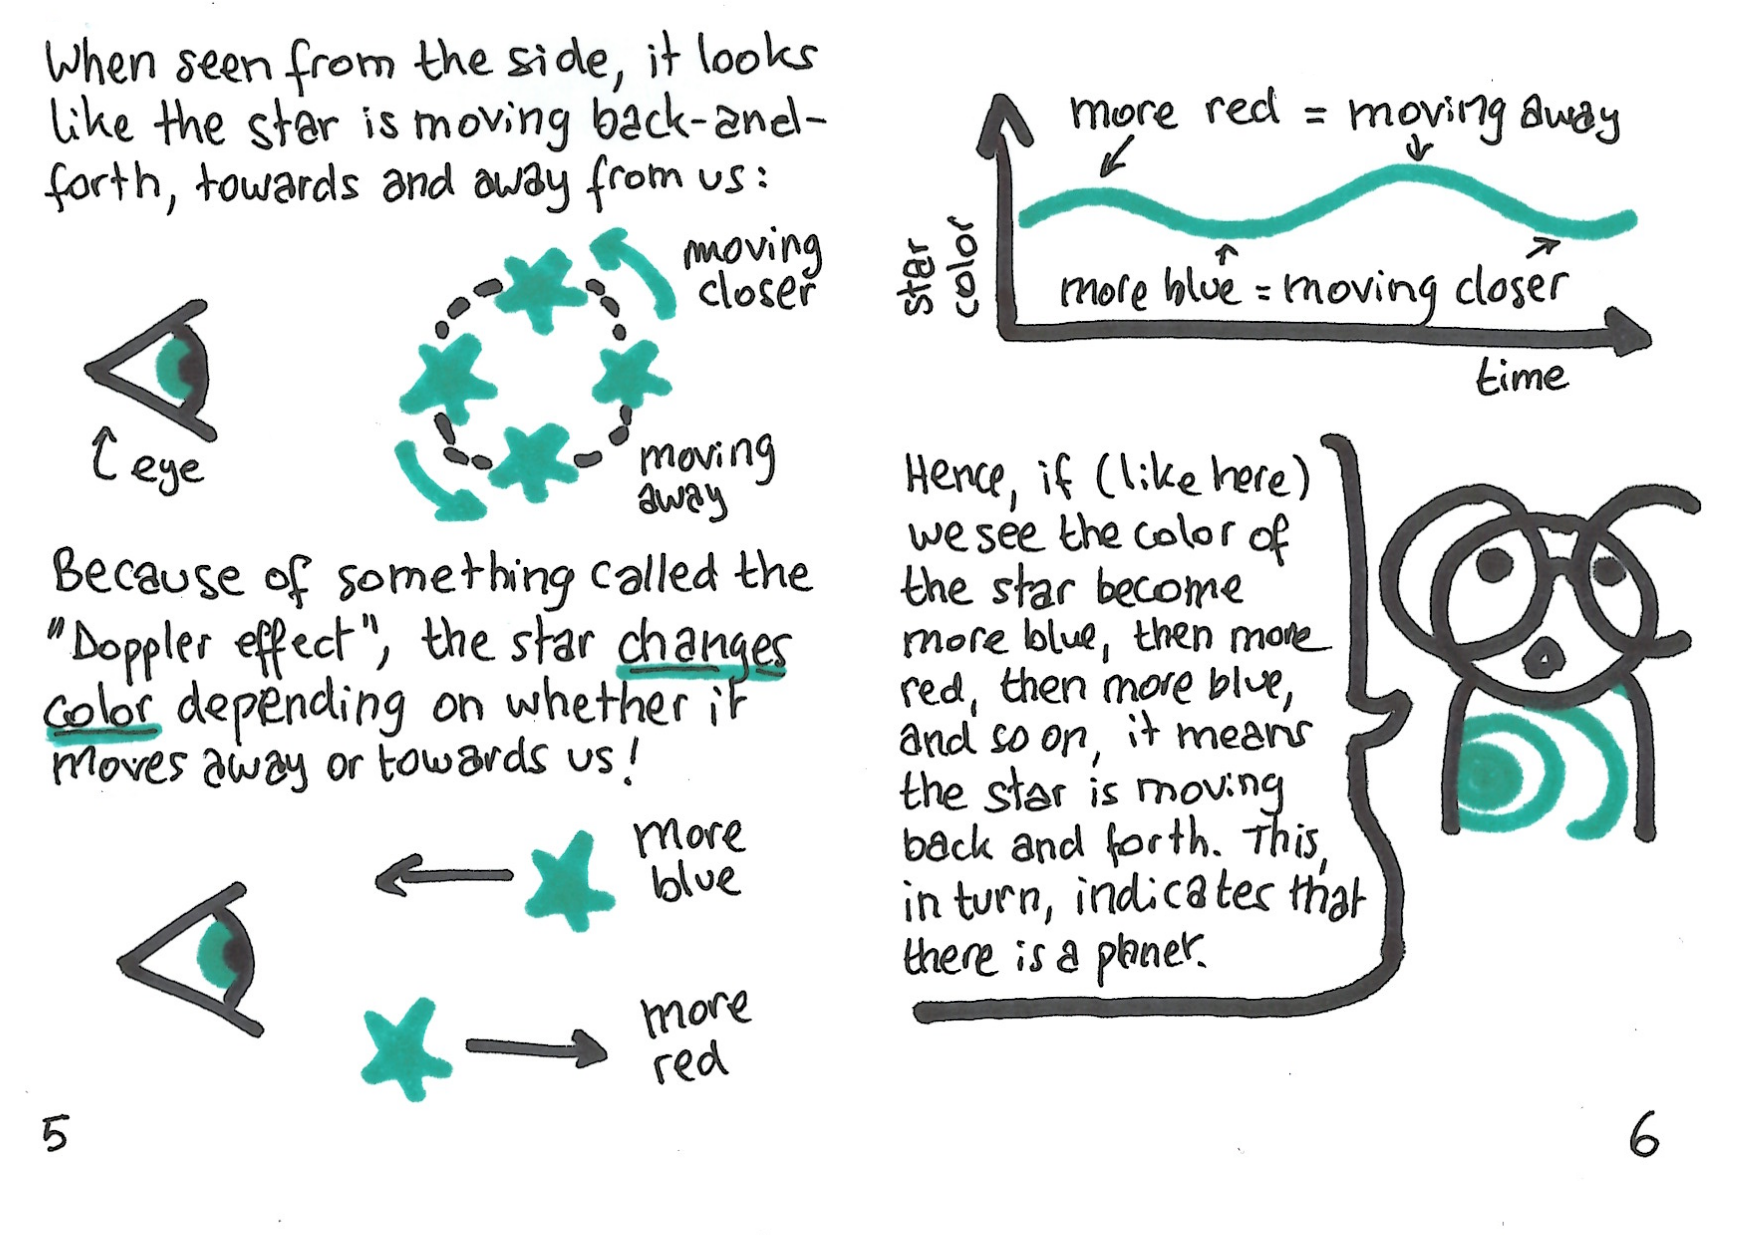 When seen from the side, it looks
like the star is moving back-and-
forth, towards and away from us:
moving
closer
eye
moving
away
Because of something called the
"Doppler effect", the star changes
color depending on whether it
moves away or towards us!
more
blue
more
red
5
more red = moving away
star
color
more blue = moving closer
time
Hence, if (like here)
we see the color of
the star become
more blue, then more
red, then more blue,
and so on, it means
the star is moving
back and forth. This,
in turn, indicates that
there is a planet.
6